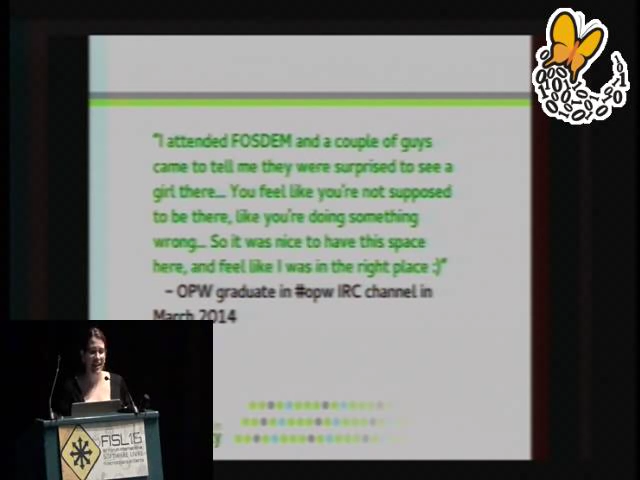 "I attended FOSDEM and a couple of guys
came to tell me they were surprised to see a
girl there... You feel like you're not supposed
to be there, like you're doing something
wrong... So it was nice to have this space
here, and feel like I was in the right place :)"
– OPW graduate in #opw IRC channel in
March 2014
FISL15
SOFTWARE LIVRE